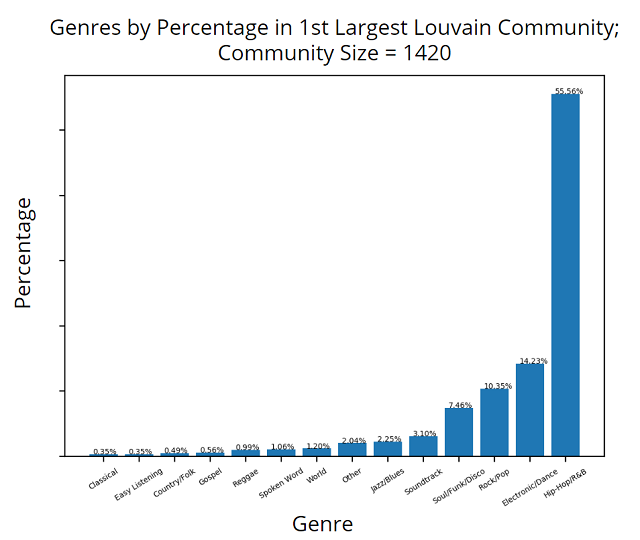 Genres by Percentage in 1st Largest Louvain Community;
Community Size = 1420
Percentage
0.35%
0.35%
0.49%
0.56%
0.99%
1.06%
1.20%
2.04%
2.25%
3.10%
7.46%
10.35%
14.23%
55.56%
Classical
Easy Listening
Country/Folk
Gospel
Reggae
Spoken Word
World
Other
Jazz/Blues
Soundtrack
Soul/Funk/Disco
Rock/Pop
Electronic/Dance
Hip-Hop/R&B
Genre